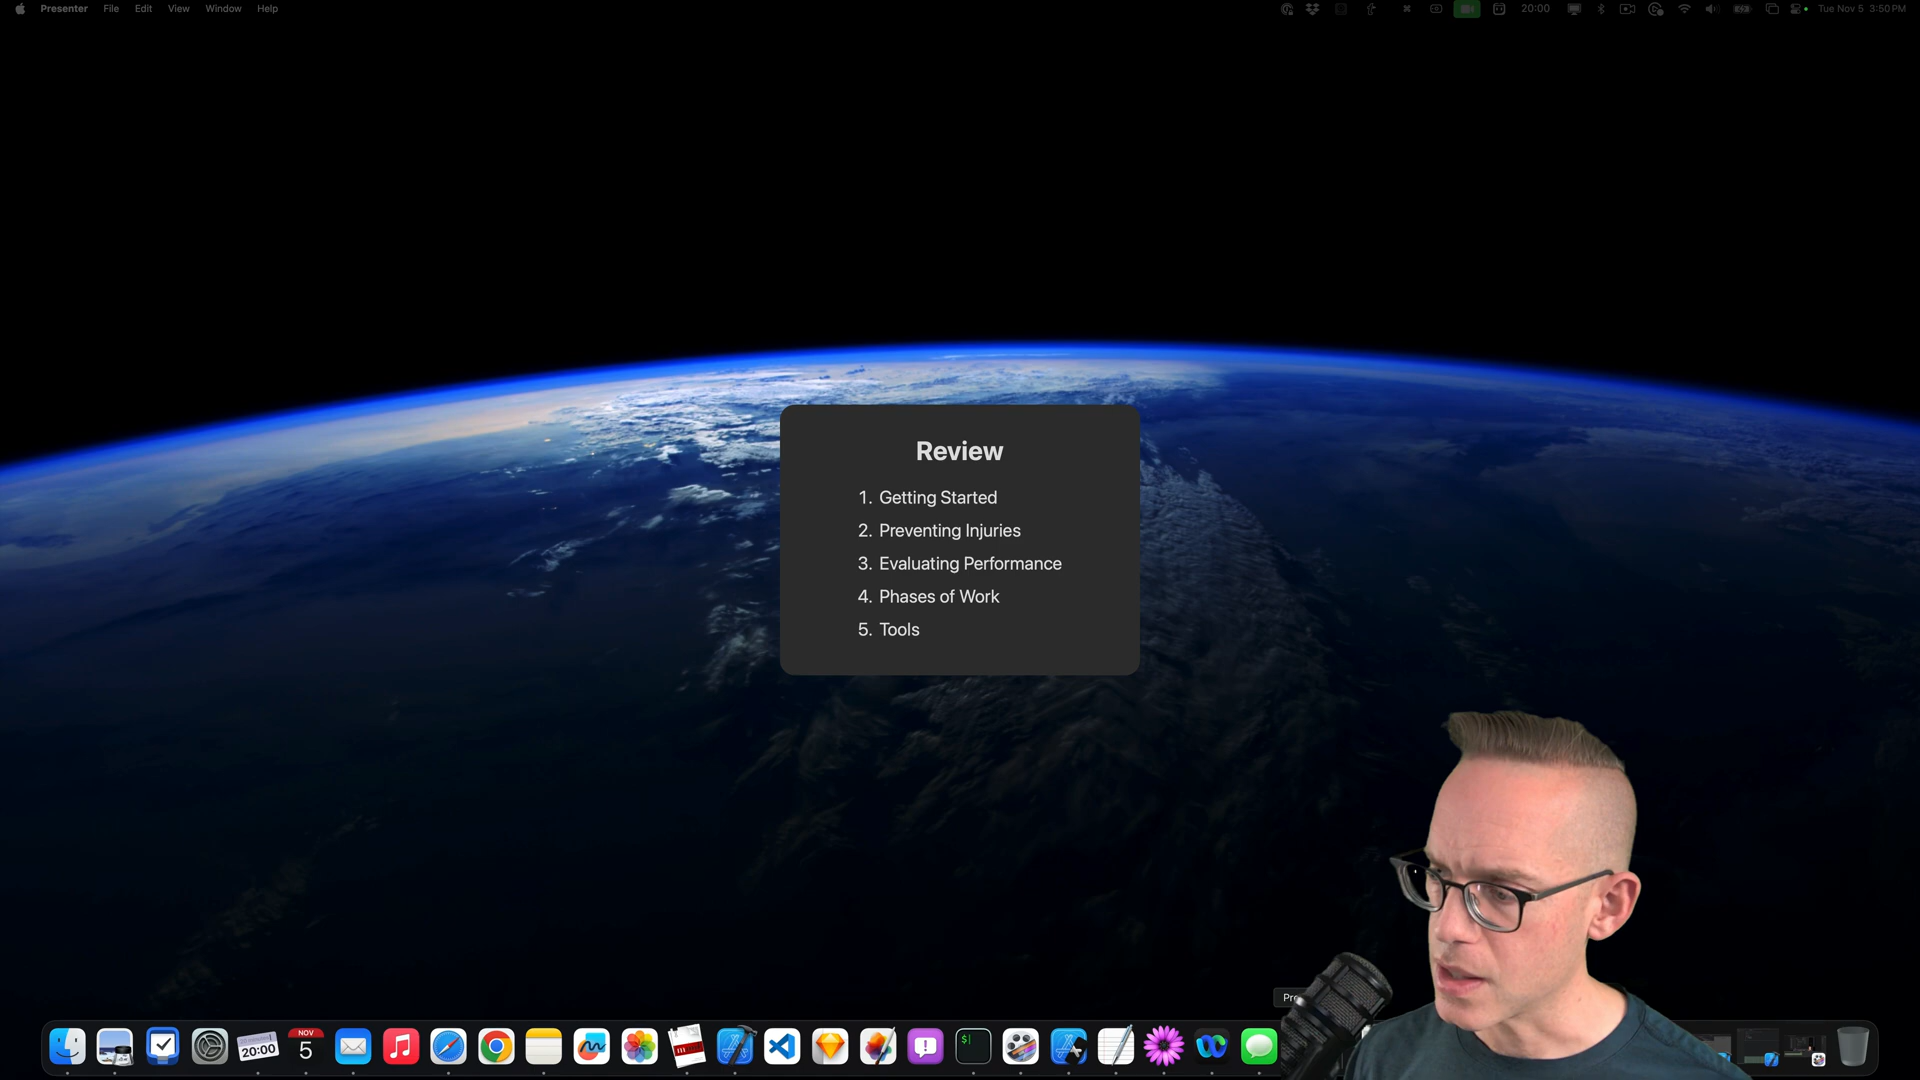 Presenter File Edit View Window Help
20:00 Tue Nov 5 3:50 PM
Review
1. Getting Started
2. Preventing Injuries
3. Evaluating Performance
4. Phases of Work
5. Tools
20:00
NOV
5
$